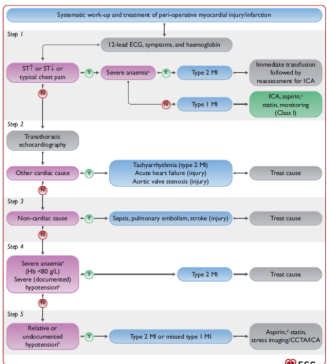 Systematic work-up and treatment of peri-operative myocardial injury/infarction
Step 1
12-lead ECG, symptoms, and haemoglobin
ST↑ or ST↓ or
typical chest pain
Y
Severe anaemiaᵃ
Y
Type 2 MI
Immediate transfusion
followed by
reassessment for ICA
N
N
Type 1 MI
ICA, aspirin,ᶜ
statin, monitoring
(Class I)
Step 2
Transthoracic
echocardiography
Other cardiac cause
Y
Tachyarrhythmia (type 2 MI)
Acute heart failure (injury)
Aortic valve stenosis (injury)
Treat cause
N
Step 3
Non-cardiac cause
Y
Sepsis, pulmonary embolism, stroke (injury)
Treat cause
N
Step 4
Severe anaemiaᵃ
(Hb <80 g/L)
Severe (documented)
hypotensionᵇ
Y
Type 2 MI
Treat cause
N
Step 5
Relative or
undocumented
hypotensionᵇ
Y
Type 2 MI or missed type 1 MI
Aspirin,ᵈ statin,
stress imaging/CCTA/ICA
ESC